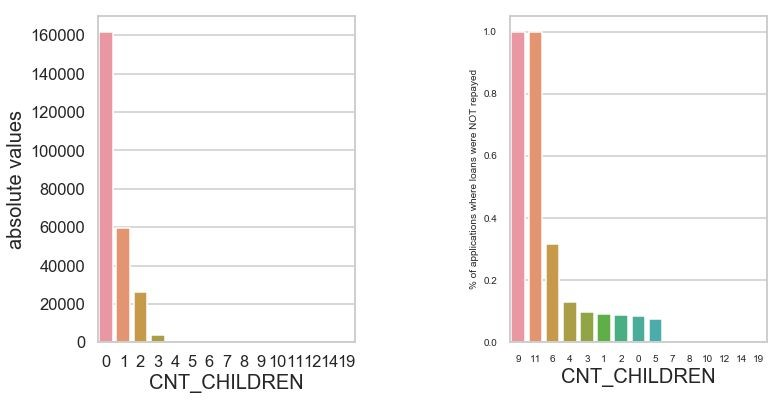 absolute values
160000
140000
120000
100000
80000
60000
40000
20000
0
0 1 2 3 4 5 6 7 8 9 10 11 12 14 19
CNT_CHILDREN
% of applications where loans were NOT repayed
1.0
0.8
0.6
0.4
0.2
0.0
9 11 6 4 3 1 2 0 5 7 8 10 12 14 19
CNT_CHILDREN